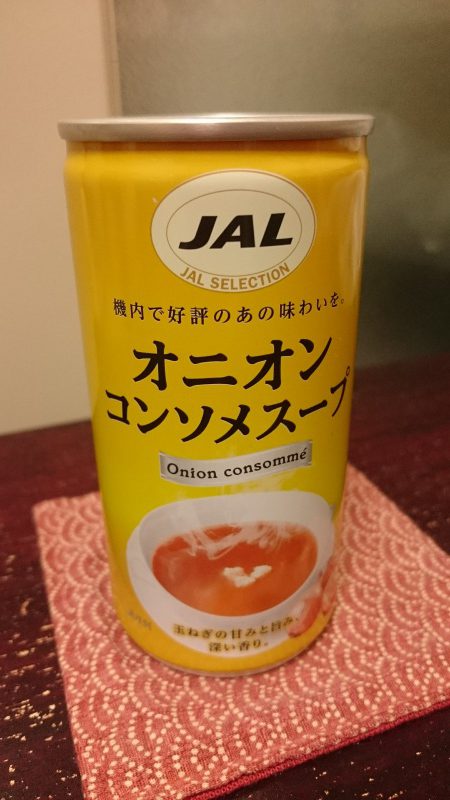 JAL
JAL SELECTION
機内で好評のあの味わいを。
オニオン
コンソメスープ
Onion consommé
玉ねぎの甘みと旨み、
深い香り。